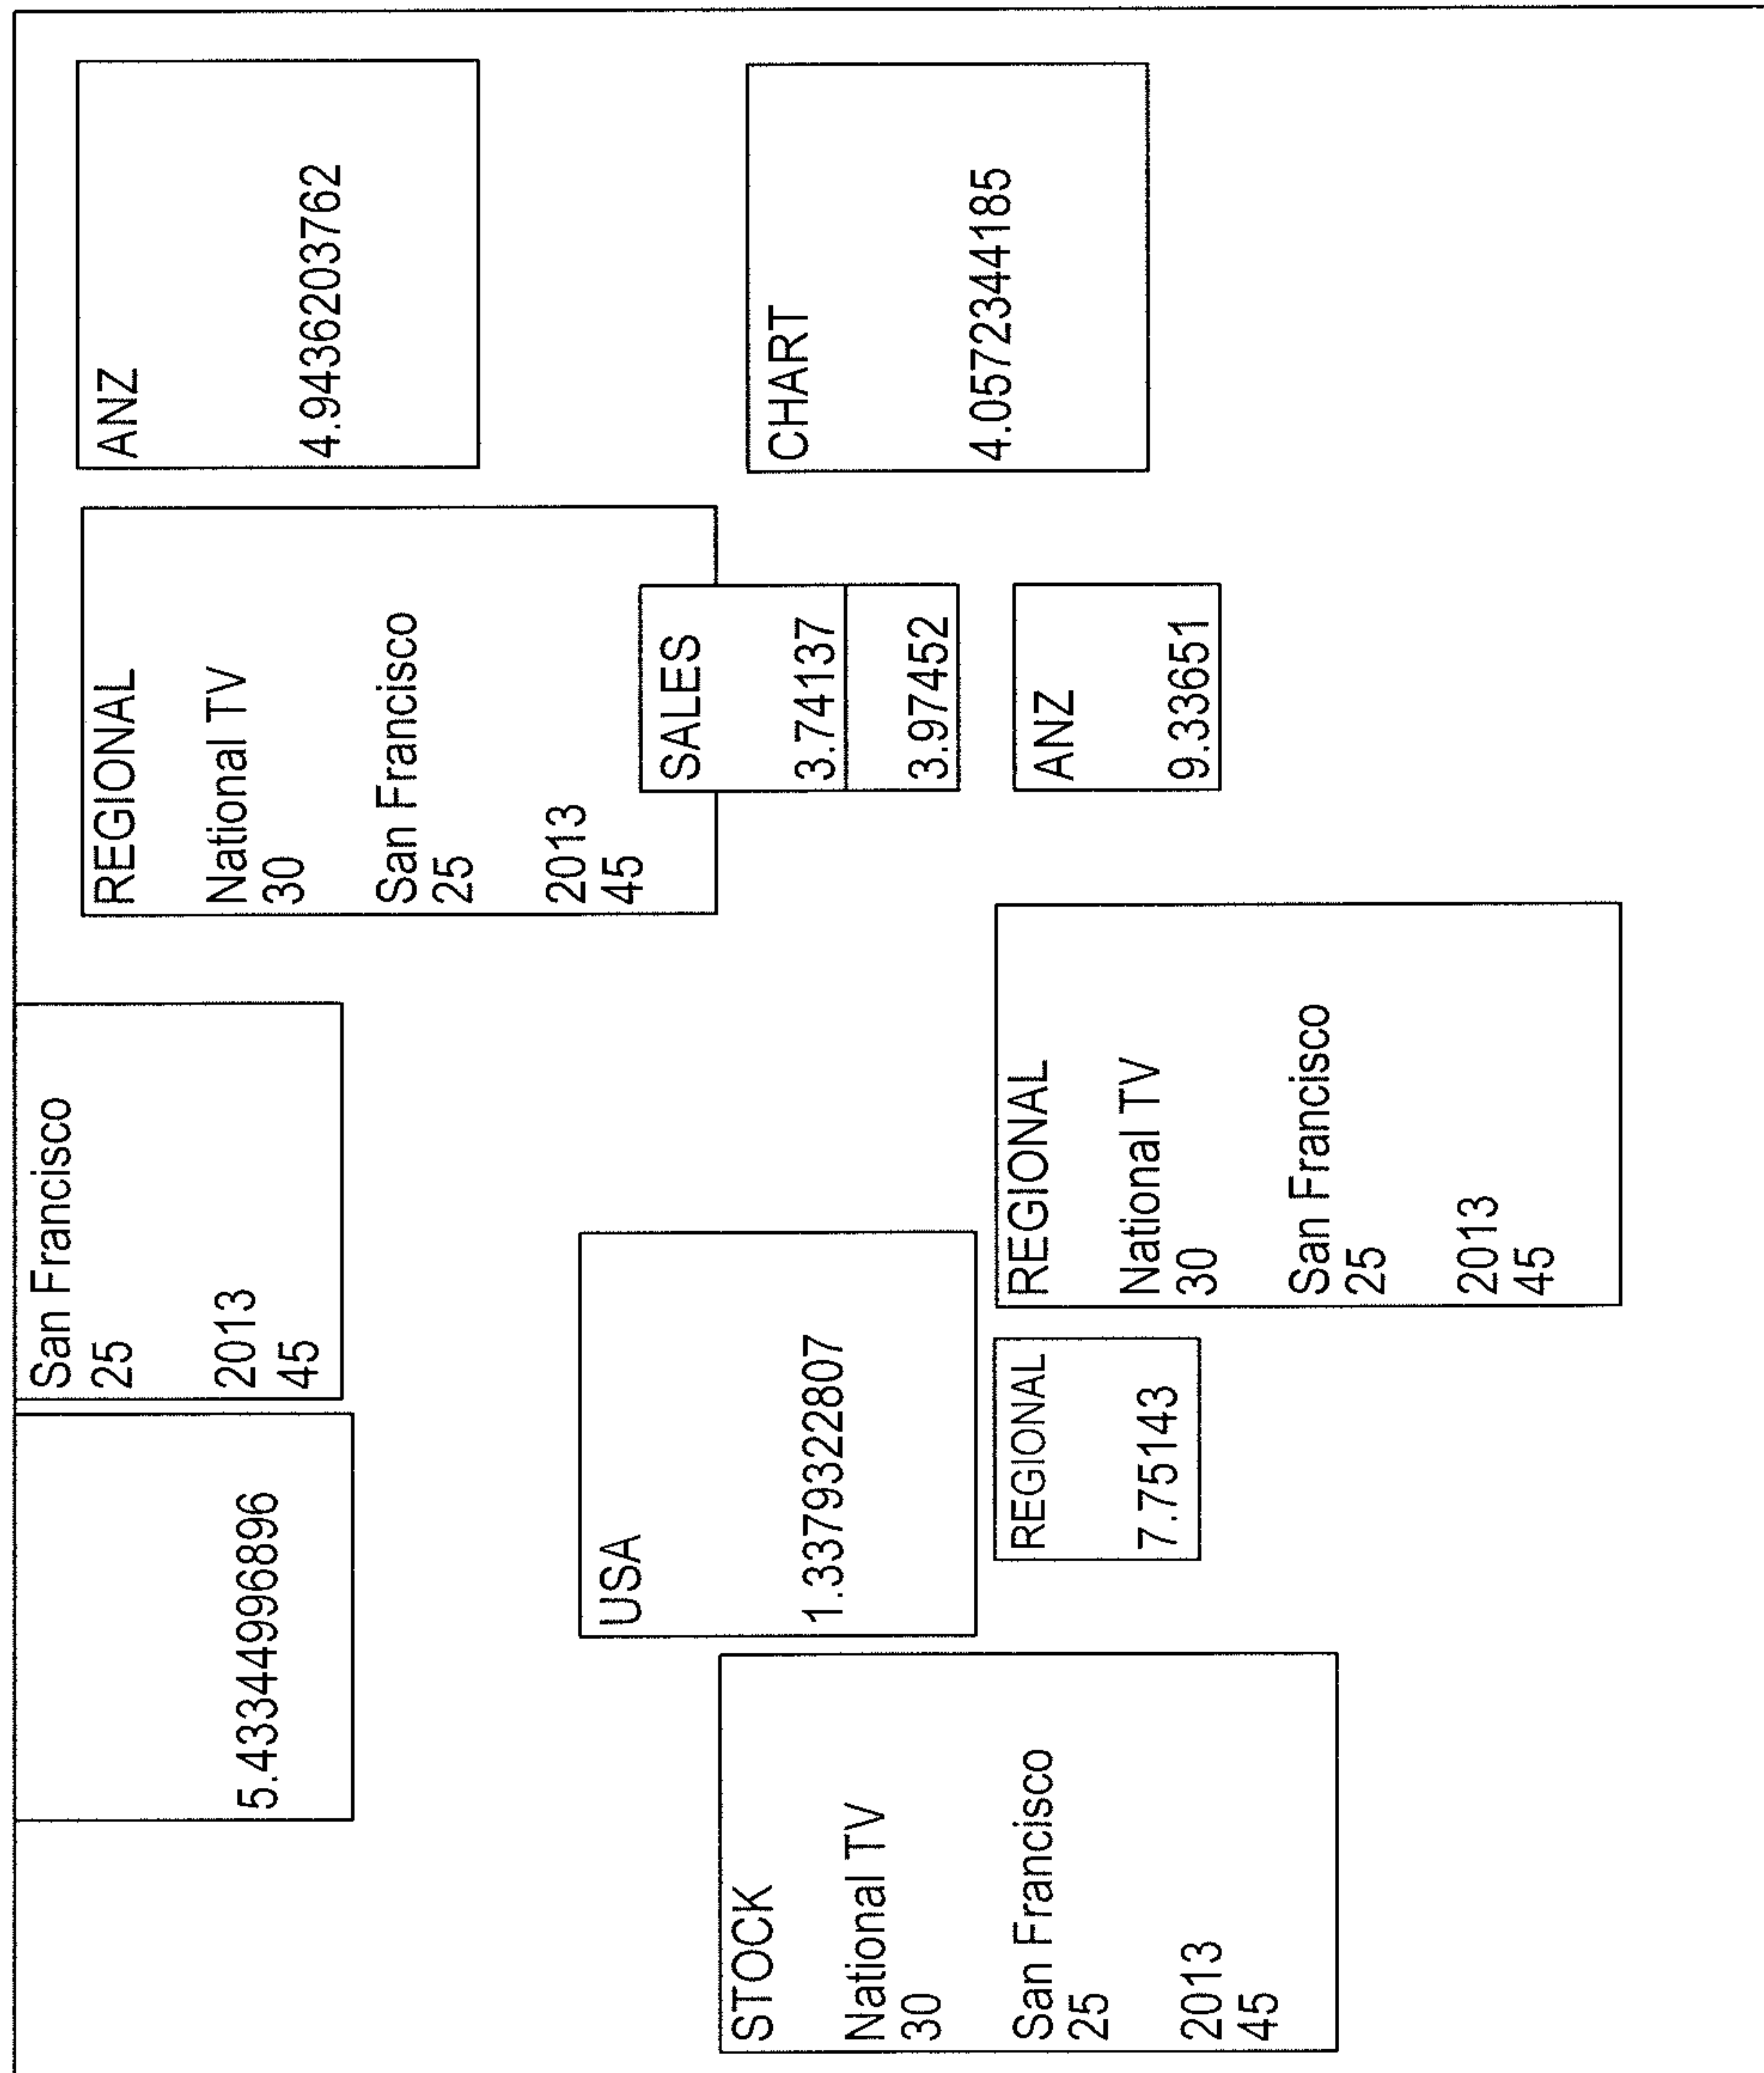 5.4334496896
San Francisco
25
2013
45
REGIONAL
National TV
30
San Francisco
25
2013
45
ANZ
4.9436203762
STOCK
National TV
30
San Francisco
25
2013
45
USA
1.3379322807
SALES
3.74137
3.97452
CHART
4.0572344185
REGIONAL
7.75143
REGIONAL
National TV
30
San Francisco
25
2013
45
ANZ
9.33651